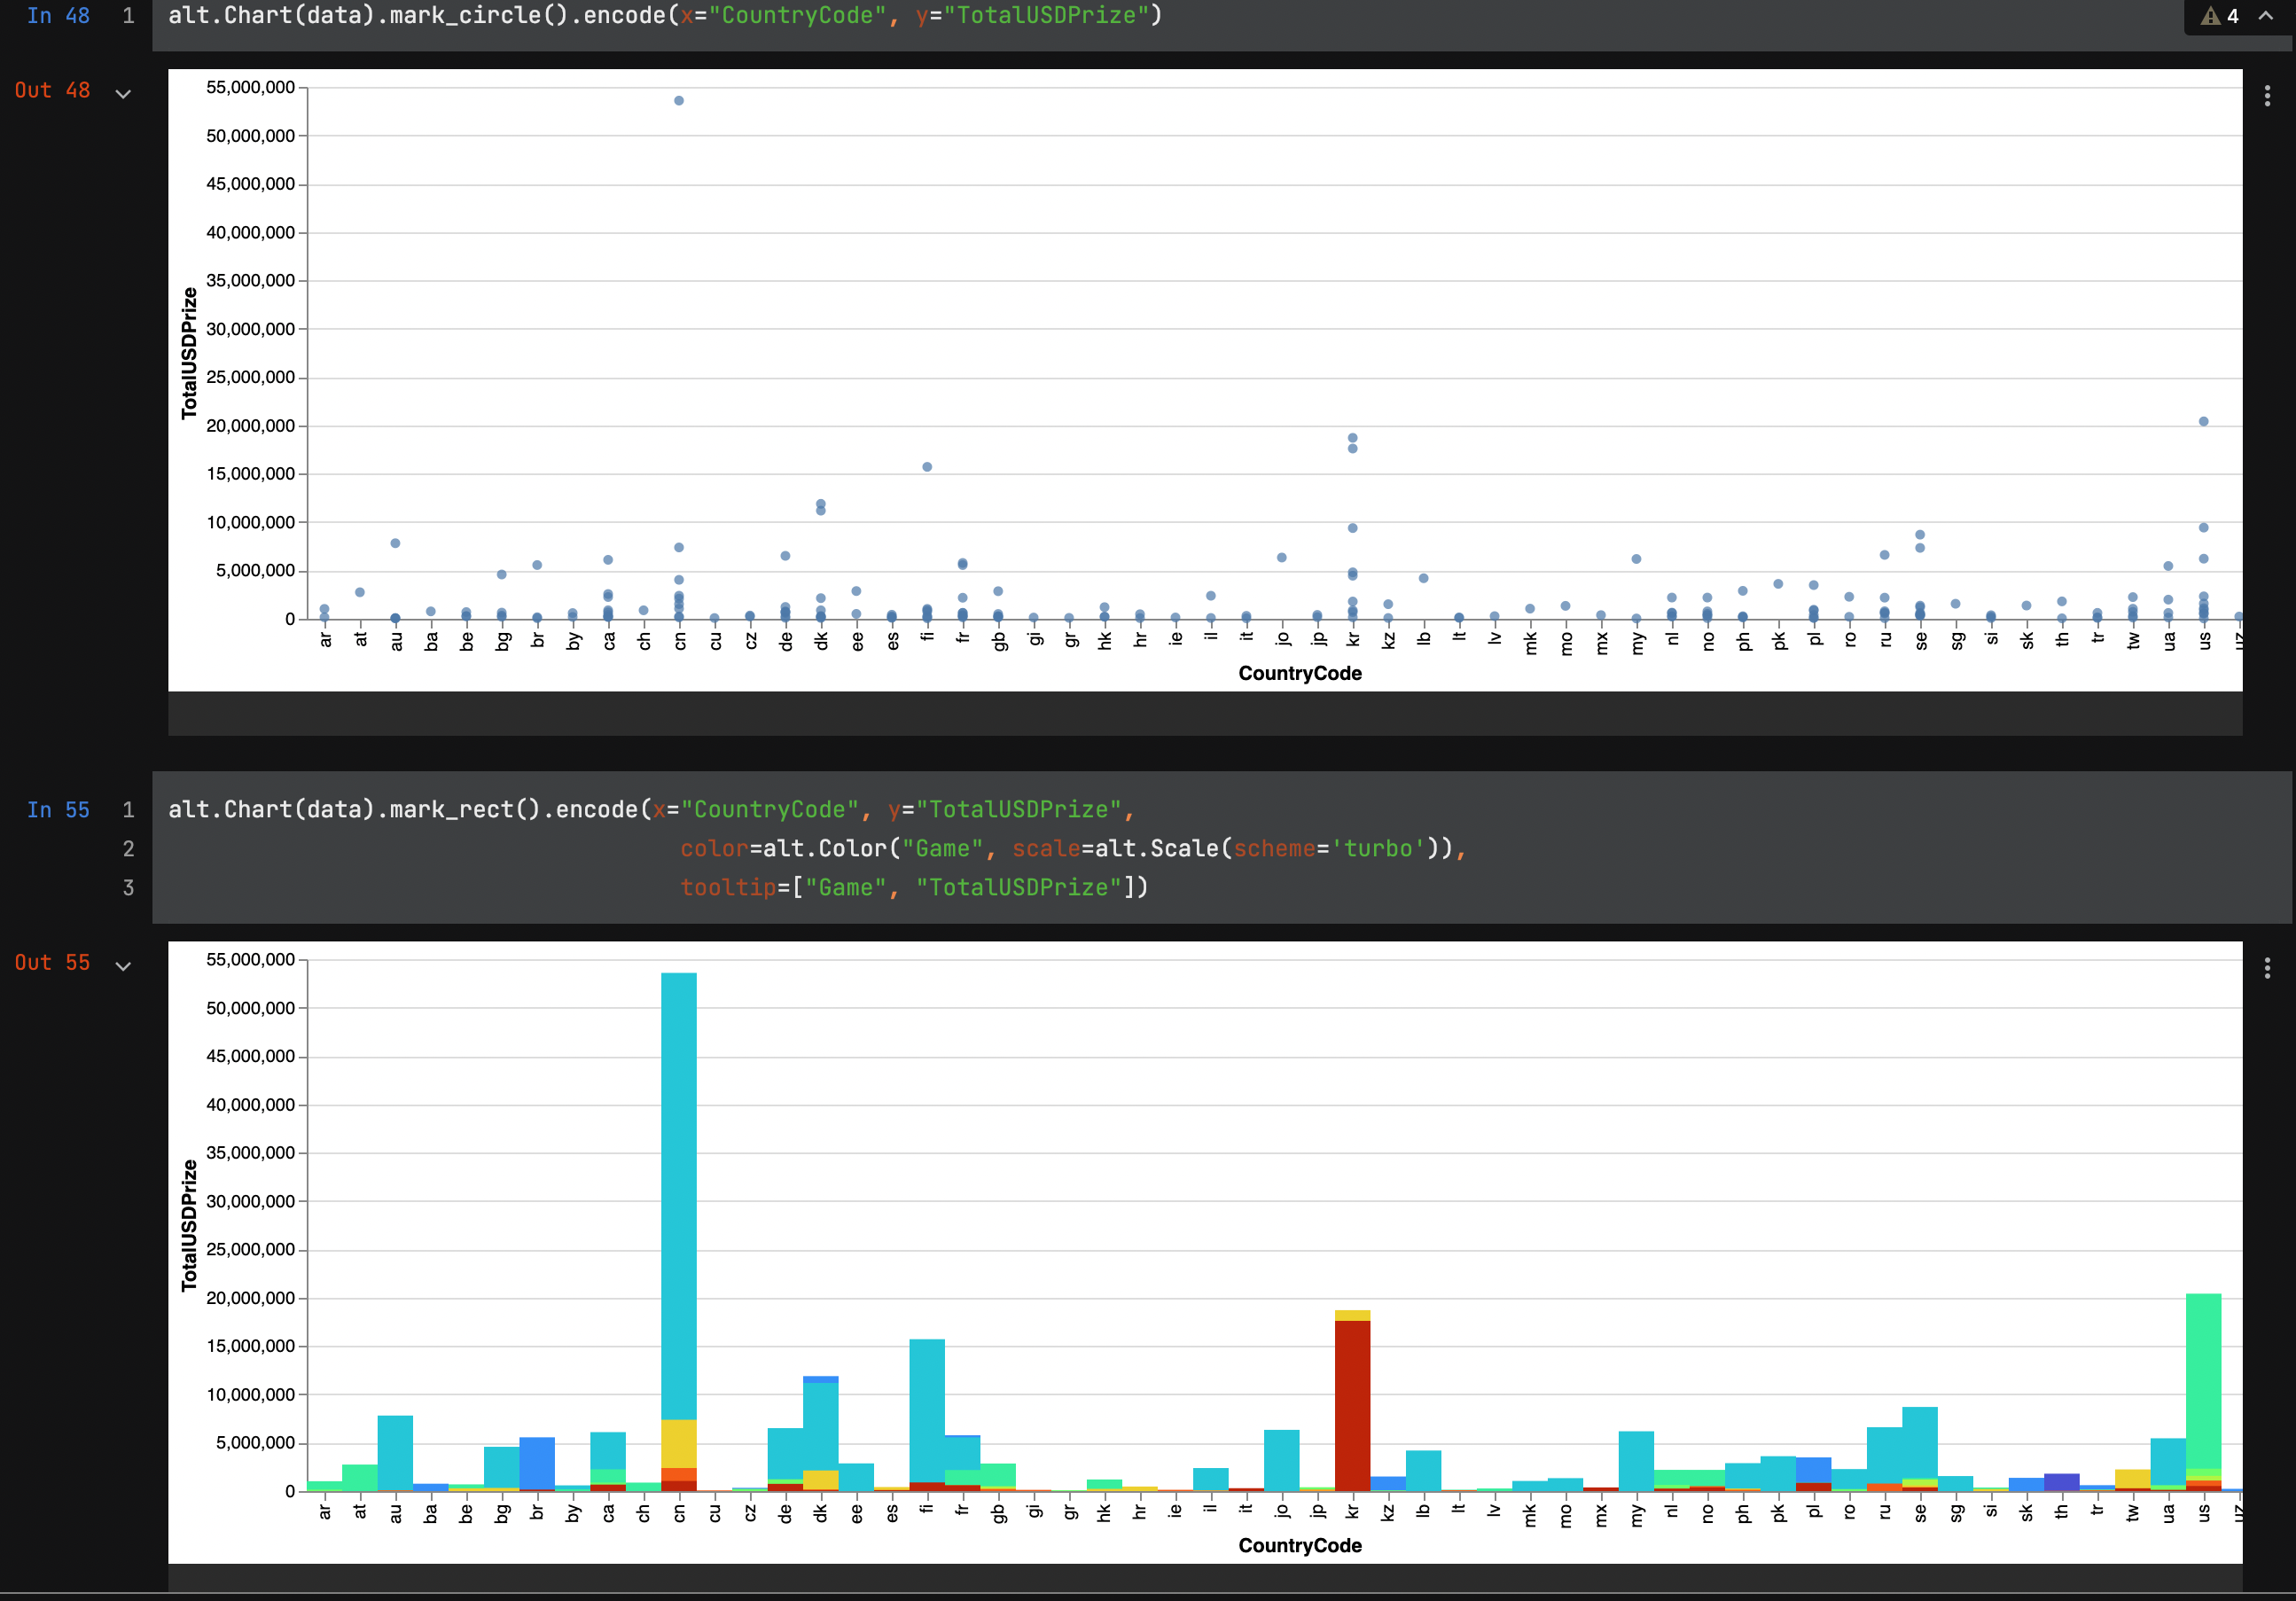 In 48 1 alt.Chart(data).mark_circle().encode(x="CountryCode", y="TotalUSDPrize")
4
Out 48
55,000,000
50,000,000
45,000,000
40,000,000
35,000,000
30,000,000
25,000,000
20,000,000
15,000,000
10,000,000
5,000,000
0
TotalUSDPrize
ar at au ba be bg br by ca ch cn cu cz de dk ee es fi fr gb gi gr hk hr ie il it jo jp kr kz lb lt lv mk mo mx my nl no ph pk pl ro ru se sg si sk th tr tw ua us uz
CountryCode
In 55 1 alt.Chart(data).mark_rect().encode(x="CountryCode", y="TotalUSDPrize",
2 color=alt.Color("Game", scale=alt.Scale(scheme='turbo')),
3 tooltip=["Game", "TotalUSDPrize"])
Out 55
55,000,000
50,000,000
45,000,000
40,000,000
35,000,000
30,000,000
25,000,000
20,000,000
15,000,000
10,000,000
5,000,000
0
TotalUSDPrize
ar at au ba be bg br by ca ch cn cu cz de dk ee es fi fr gb gi gr hk hr ie il it jo jp kr kz lb lt lv mk mo mx my nl no ph pk pl ro ru se sg si sk th tr tw ua us uz
CountryCode